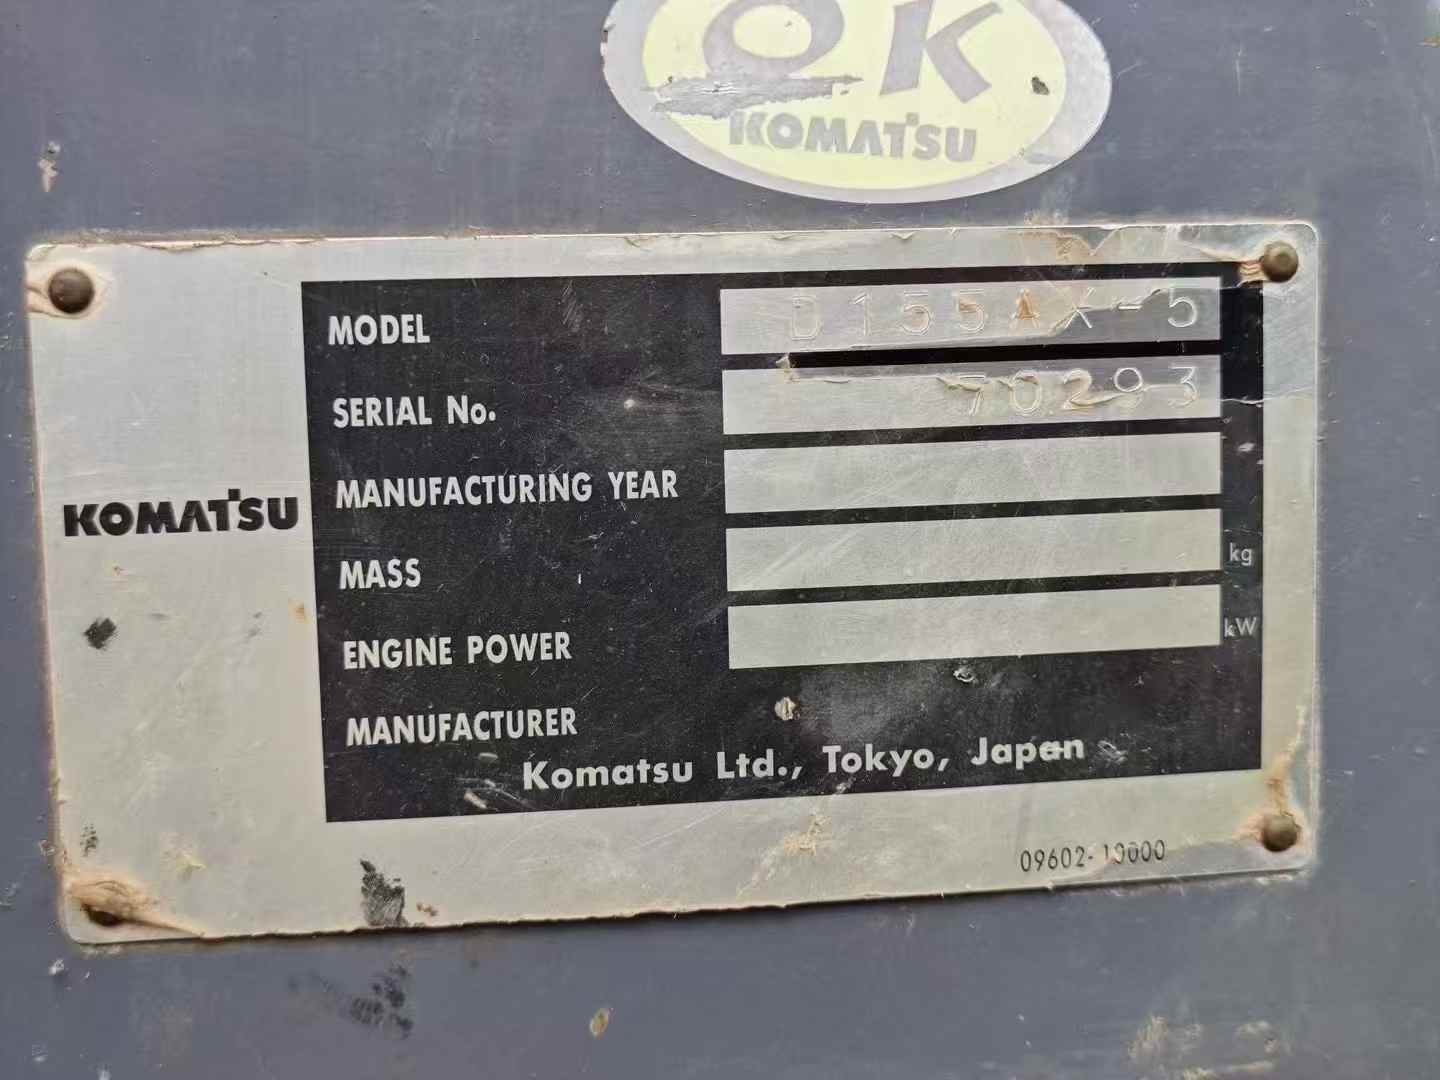 OK
KOMATSU
MODEL D155AX-5
SERIAL No. 70293
MANUFACTURING YEAR
KOMATSU
MASS kg
ENGINE POWER kW
MANUFACTURER
Komatsu Ltd., Tokyo, Japan
09602-10000